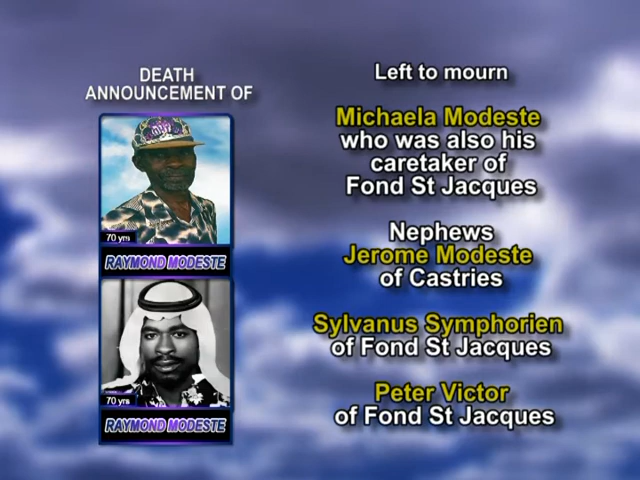 DEATH
ANNOUNCEMENT OF
70 yrs
RAYMOND MODESTE
70 yrs
RAYMOND MODESTE
Left to mourn
Michaela Modeste
who was also his
caretaker of
Fond St Jacques
Nephews
Jerome Modeste
of Castries
Sylvanus Symphorien
of Fond St Jacques
Peter Victor
of Fond St Jacques